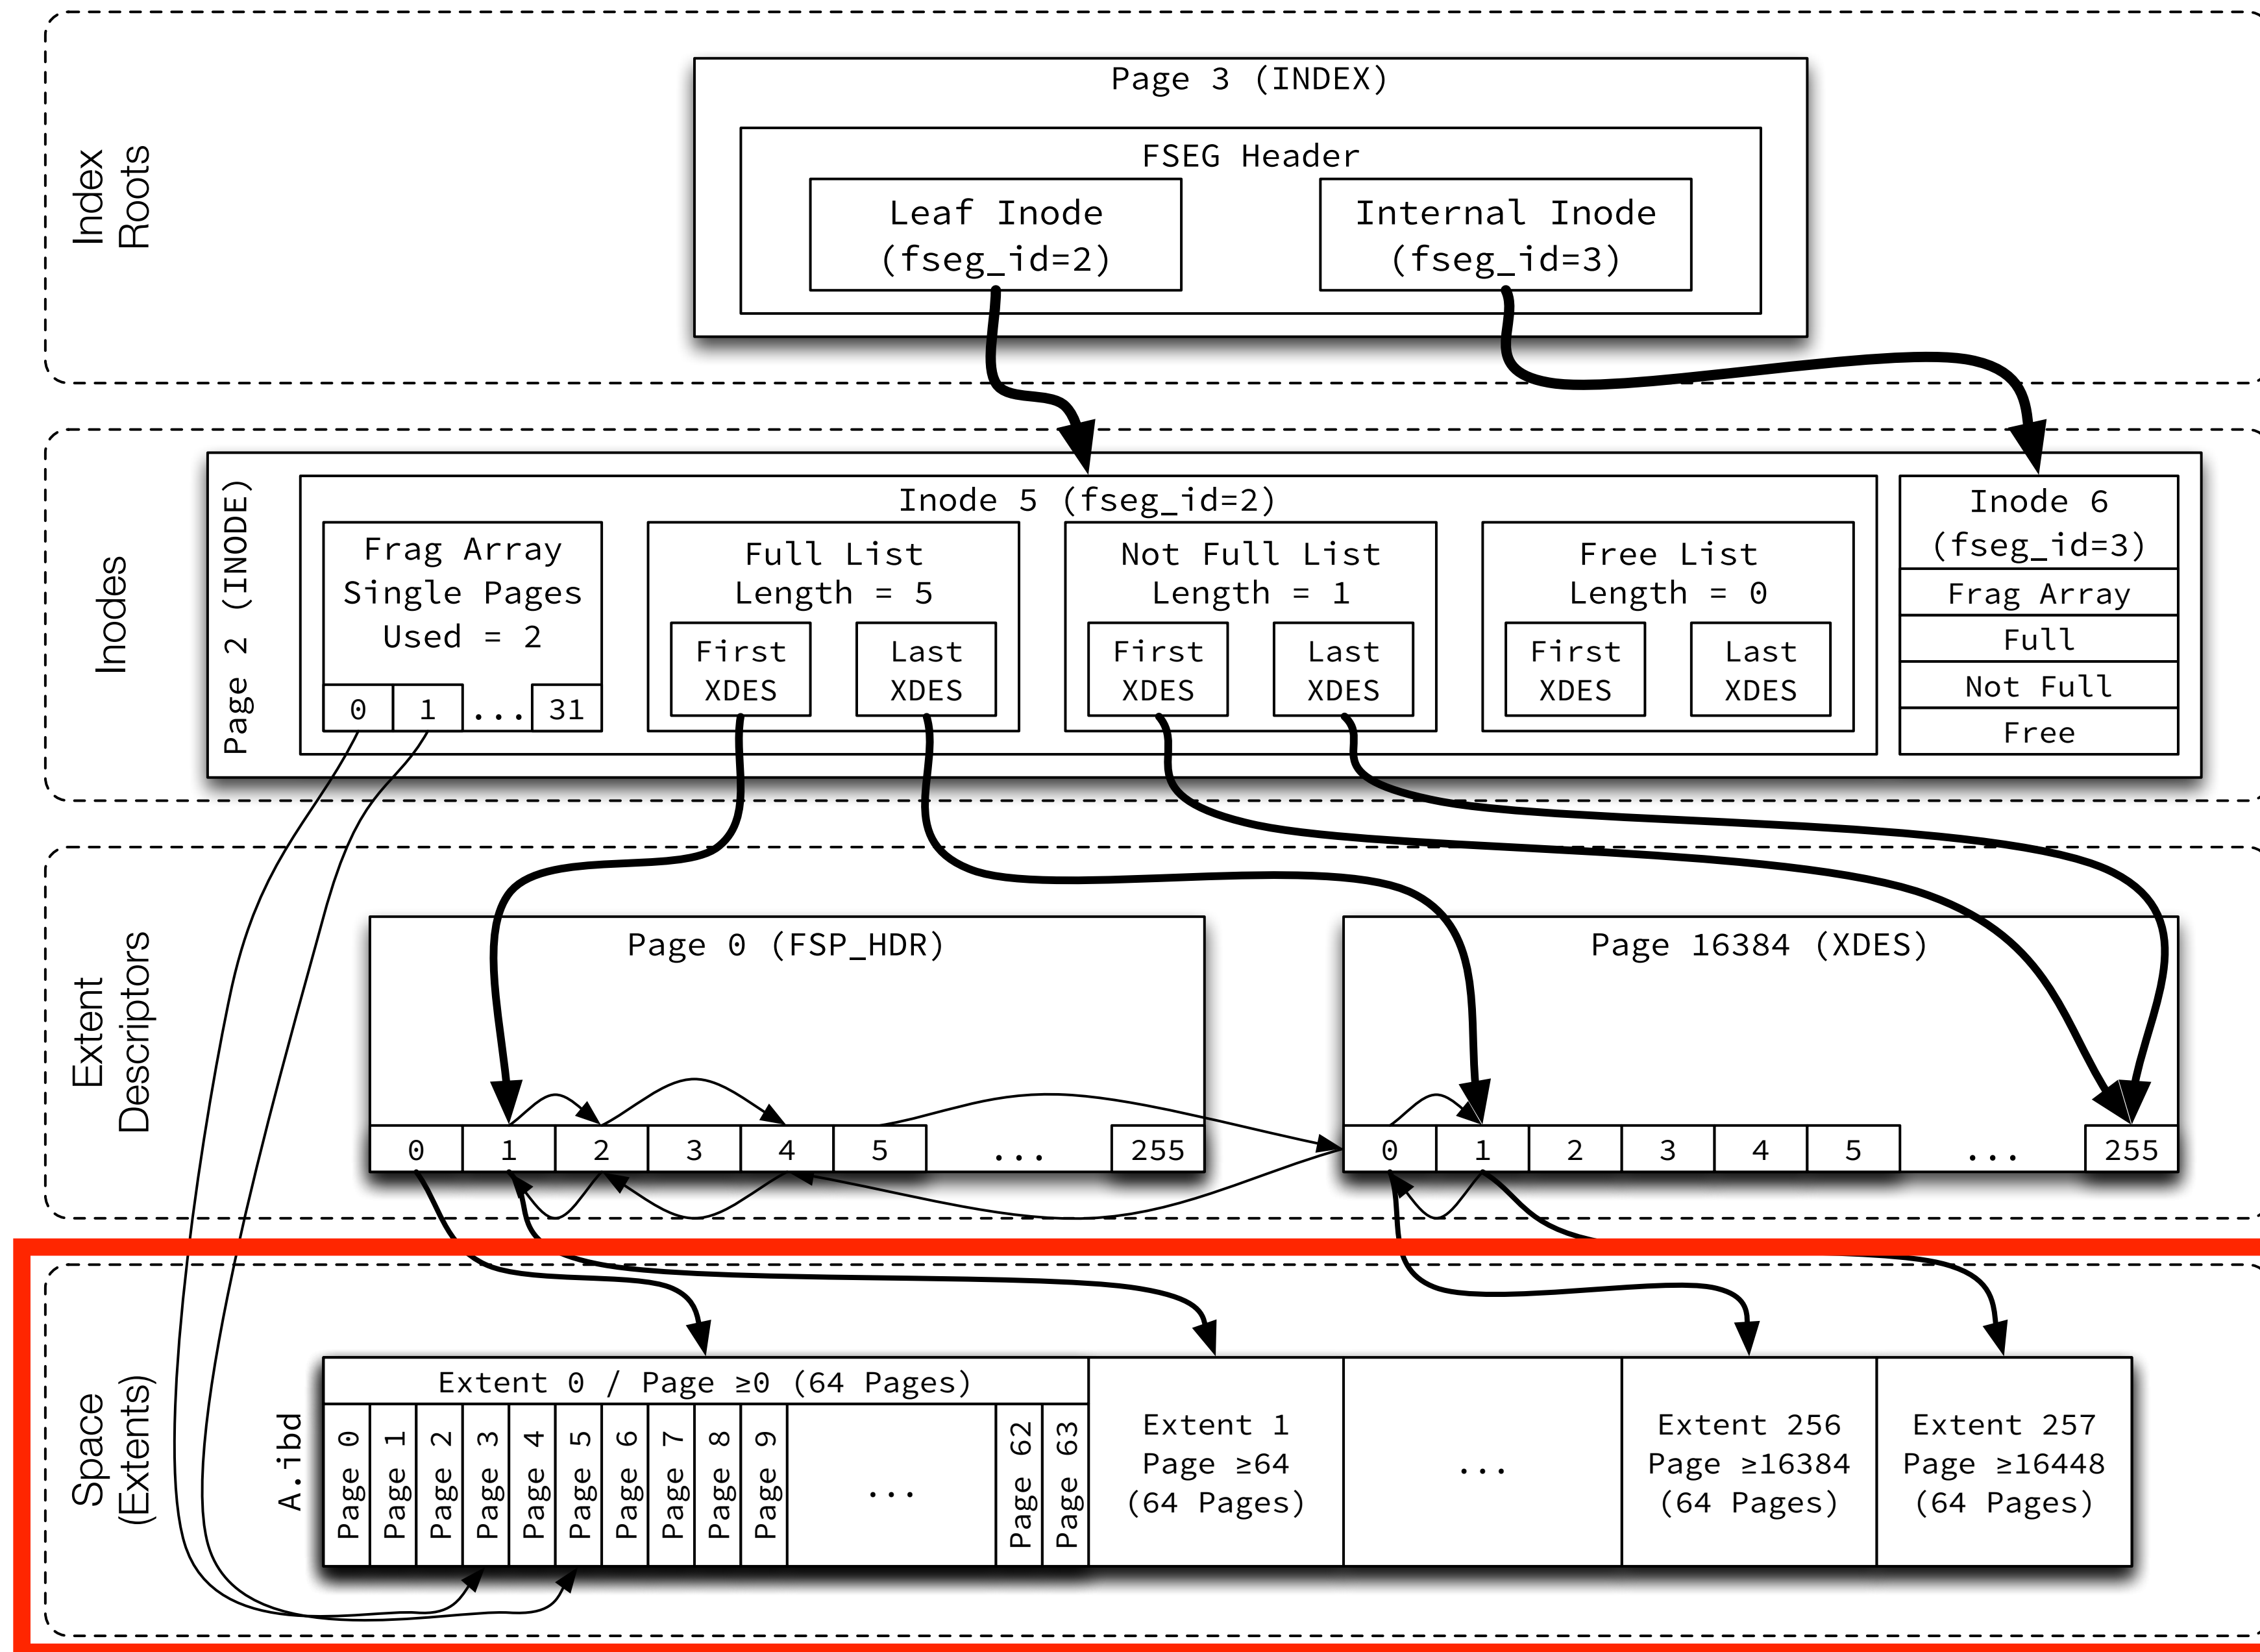 Index
Roots
Page 3 (INDEX)
FSEG Header
Leaf Inode
(fseg_id=2)
Internal Inode
(fseg_id=3)
Inodes
Page 2 (INODE)
Inode 5 (fseg_id=2)
Frag Array
Single Pages
Used = 2
0
1
...
31
Full List
Length = 5
First
XDES
Last
XDES
Not Full List
Length = 1
First
XDES
Last
XDES
Free List
Length = 0
First
XDES
Last
XDES
Inode 6
(fseg_id=3)
Frag Array
Full
Not Full
Free
Extent
Descriptors
Page 0 (FSP_HDR)
0
1
2
3
4
5
...
255
Page 16384 (XDES)
0
1
2
3
4
5
...
255
Space
(Extents)
A.ibd
Extent 0 / Page ≥0 (64 Pages)
Page 0
Page 1
Page 2
Page 3
Page 4
Page 5
Page 6
Page 7
Page 8
Page 9
...
Page 62
Page 63
Extent 1
Page ≥64
(64 Pages)
...
Extent 256
Page ≥16384
(64 Pages)
Extent 257
Page ≥16448
(64 Pages)